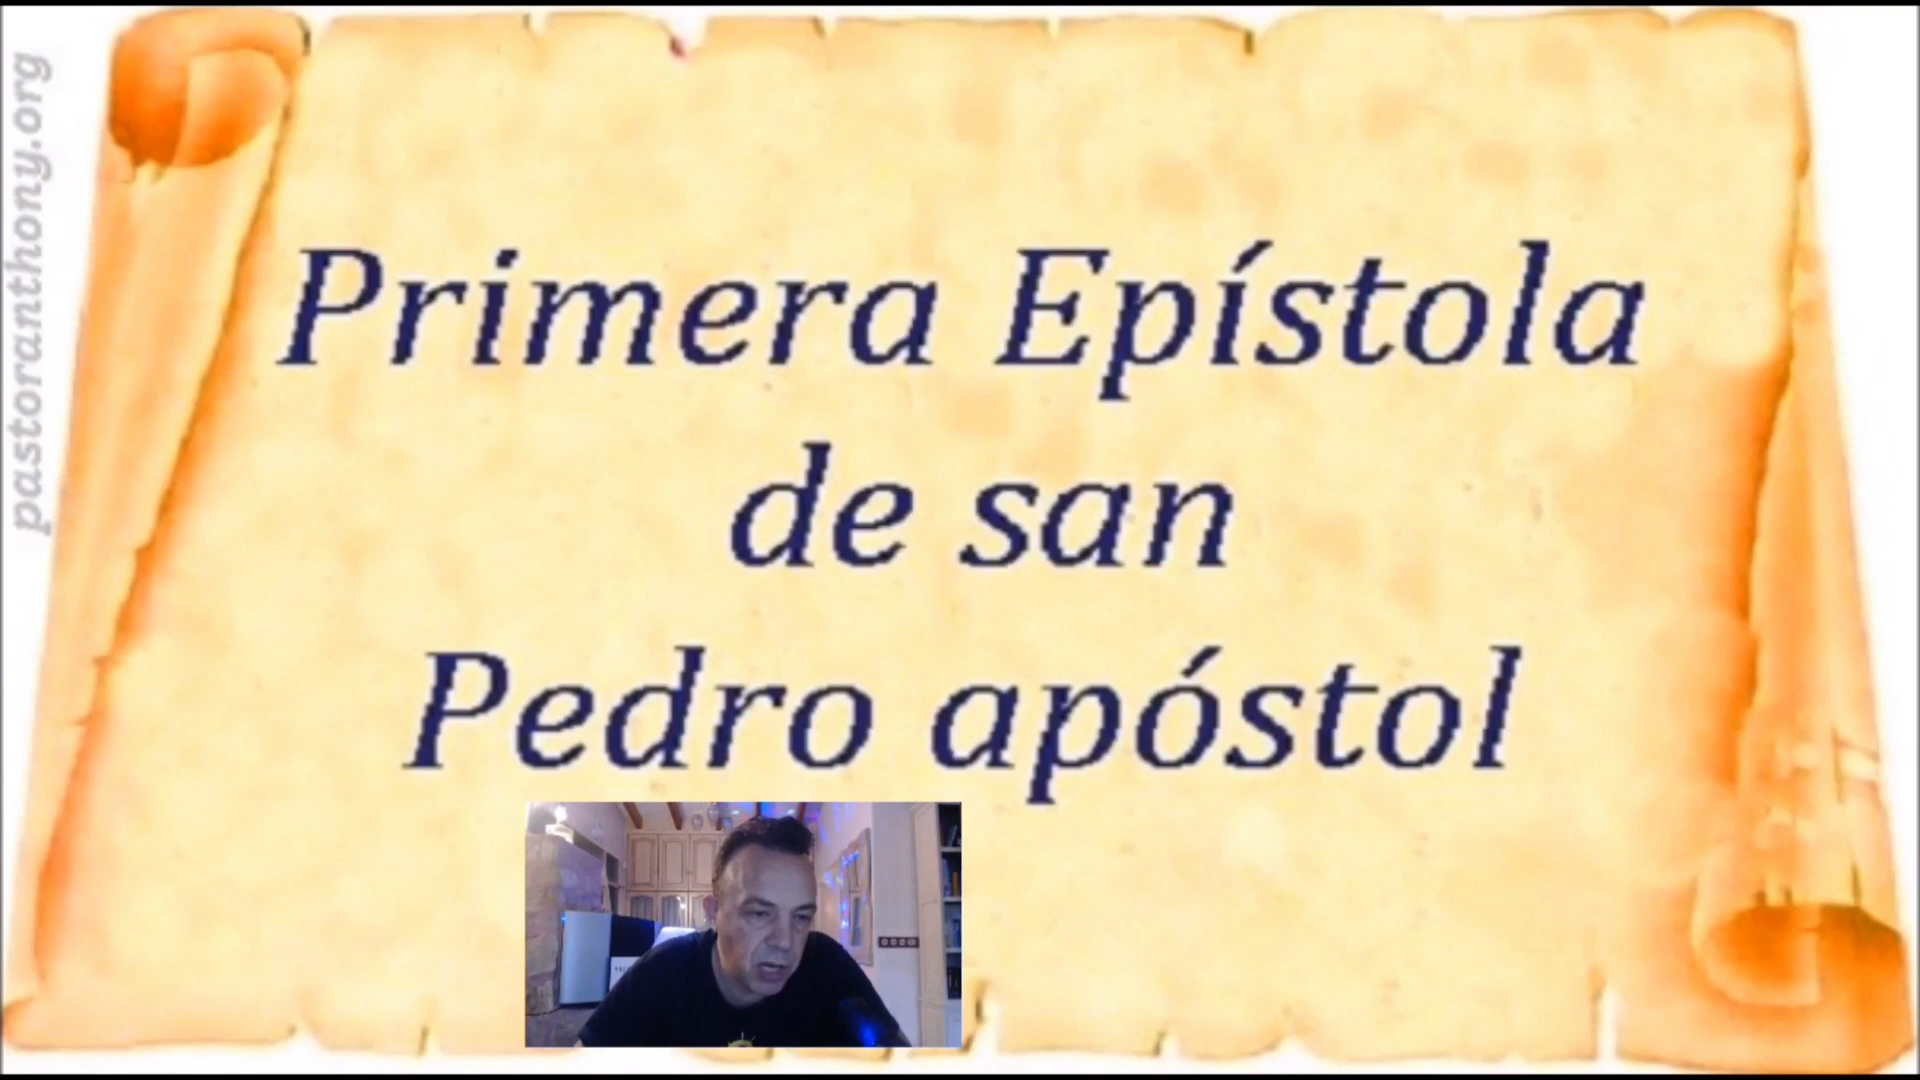 pastoranthony.org
Primera Epístola
de san
Pedro apóstol